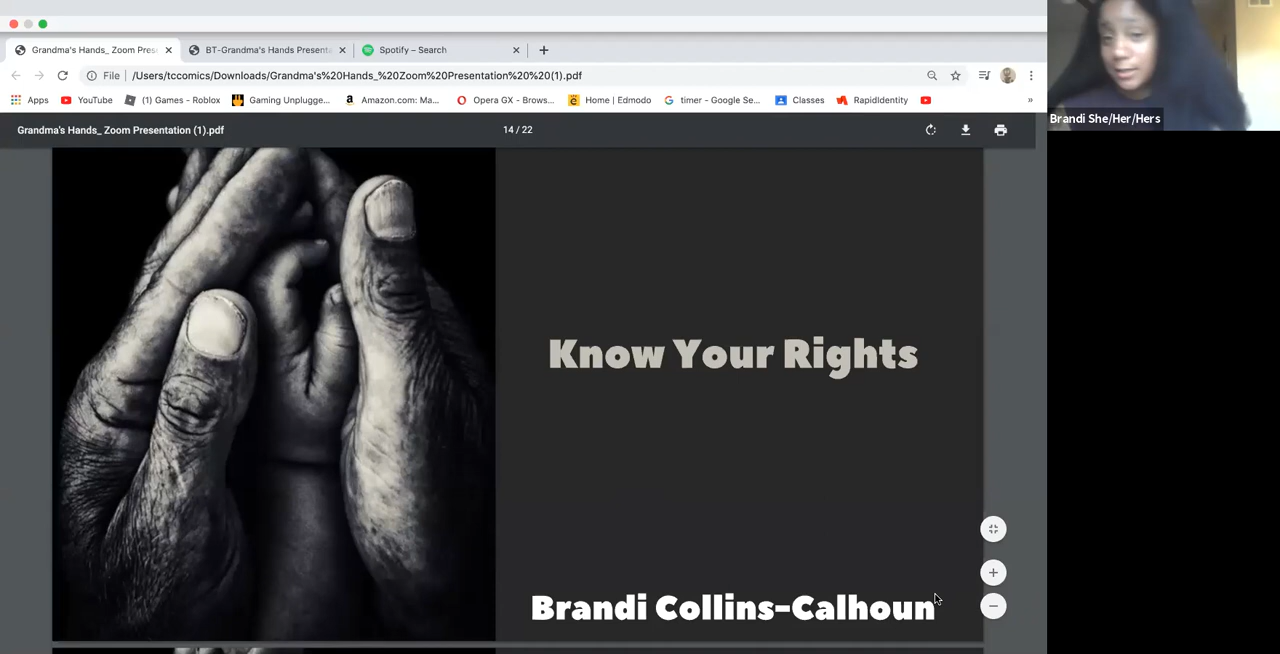 Grandma's Hands_ Zoom Pres
BT-Grandma's Hands Presenta
Spotify – Search
File
/Users/tccomics/Downloads/Grandma's%20Hands_%20Zoom%20Presentation%20%20(1).pdf
Apps
YouTube
(1) Games - Roblox
Gaming Unplugge...
Amazon.com: Ma...
Opera GX - Brows...
Home | Edmodo
timer - Google Se...
Classes
RapidIdentity
»
Grandma's Hands_ Zoom Presentation (1).pdf
14 / 22
Brandi She/Her/Hers
Know Your Rights
Brandi Collins-Calhoun